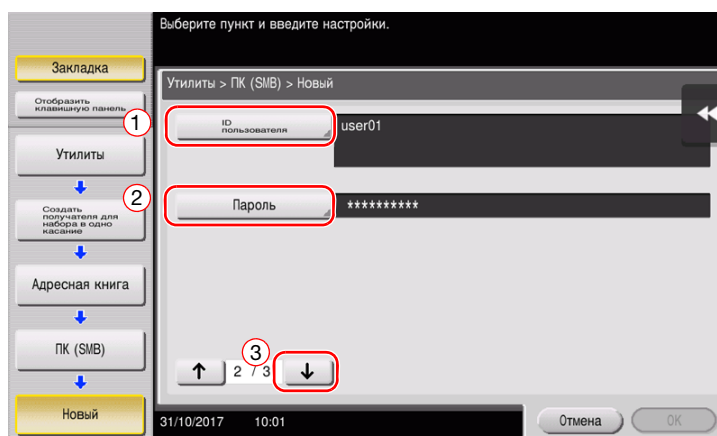 Выберите пункт и введите настройки.
Закладка
Отобразить
клавишную панель
Утилиты
Создать
получателя для
набора в одно
касание
Адресная книга
ПК (SMB)
Новый
Утилиты > ПК (SMB) > Новый
1
ID
пользователя
user01
2
Пароль
**********
3
↑ 2 / 3 ↓
31/10/2017 10:01
Отмена
OK